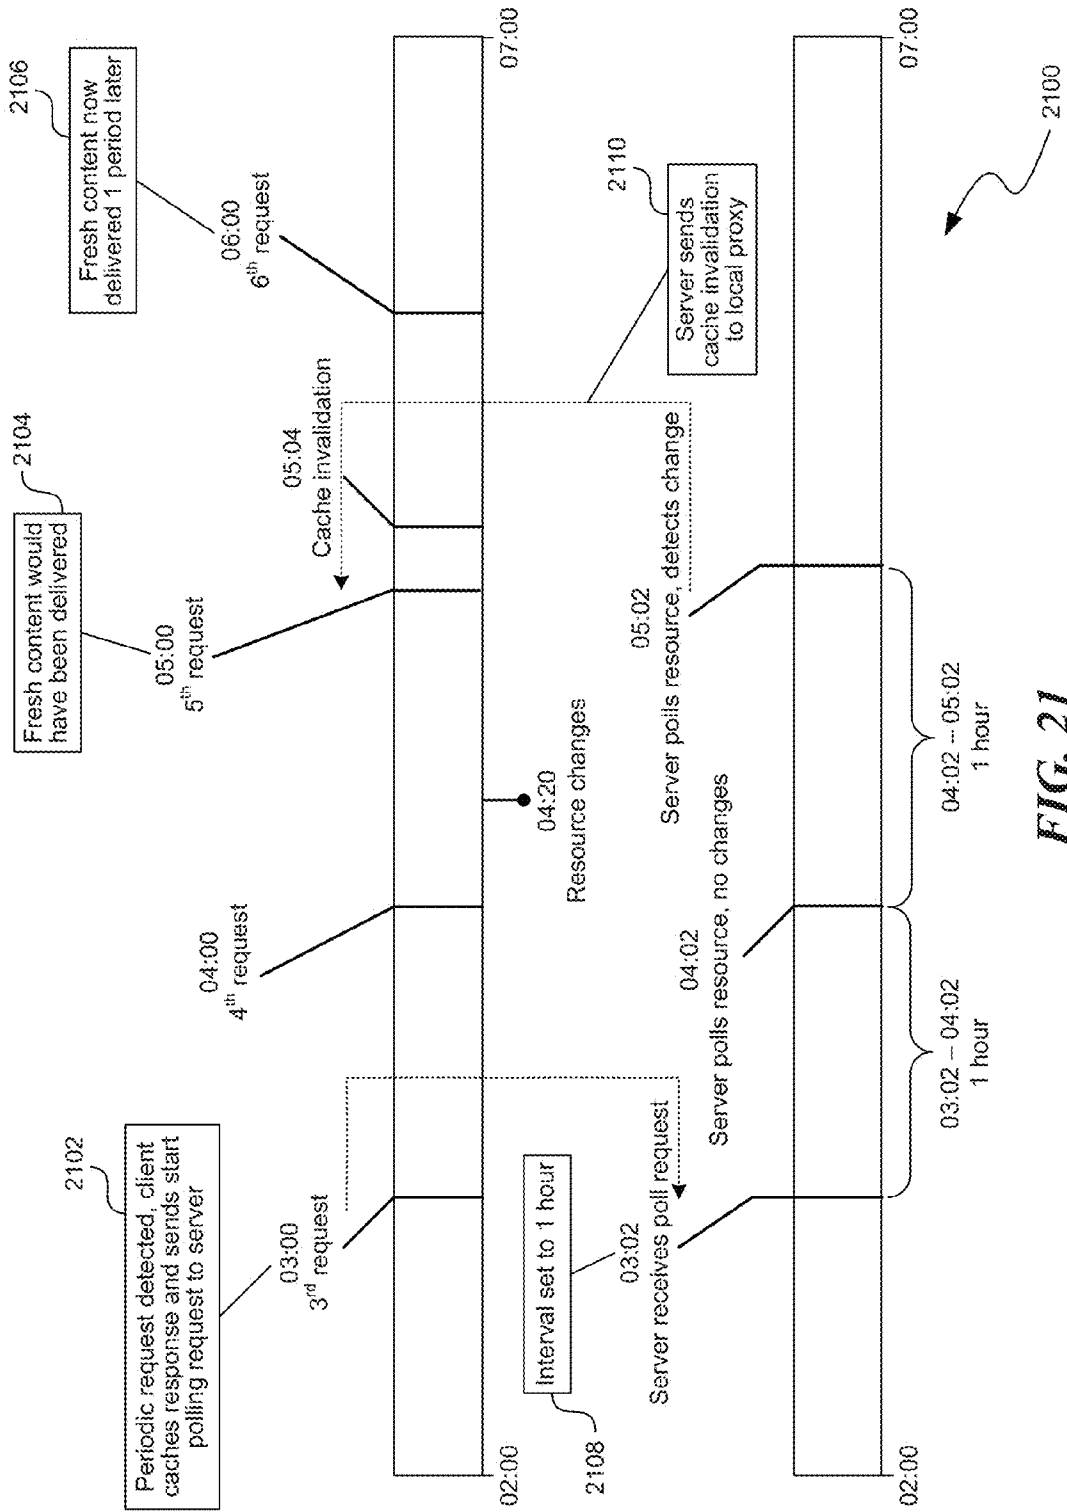 2102
Periodic request detected, client
caches response and sends start
polling request to server
03:00
3rd request
04:00
4th request
2104
Fresh content would
have been delivered
05:00
5th request
05:04
Cache invalidation
2106
Fresh content now
delivered 1 period later
06:00
6th request
02:00
04:20
Resource changes
07:00
2108
Interval set to 1 hour
03:02
Server receives poll request
04:02
Server polls resource, no changes
05:02
Server polls resource, detects change
2110
Server sends
cache invalidation
to local proxy
02:00
03:02 – 04:02
1 hour
04:02 – 05:02
1 hour
07:00
2100
FIG. 21